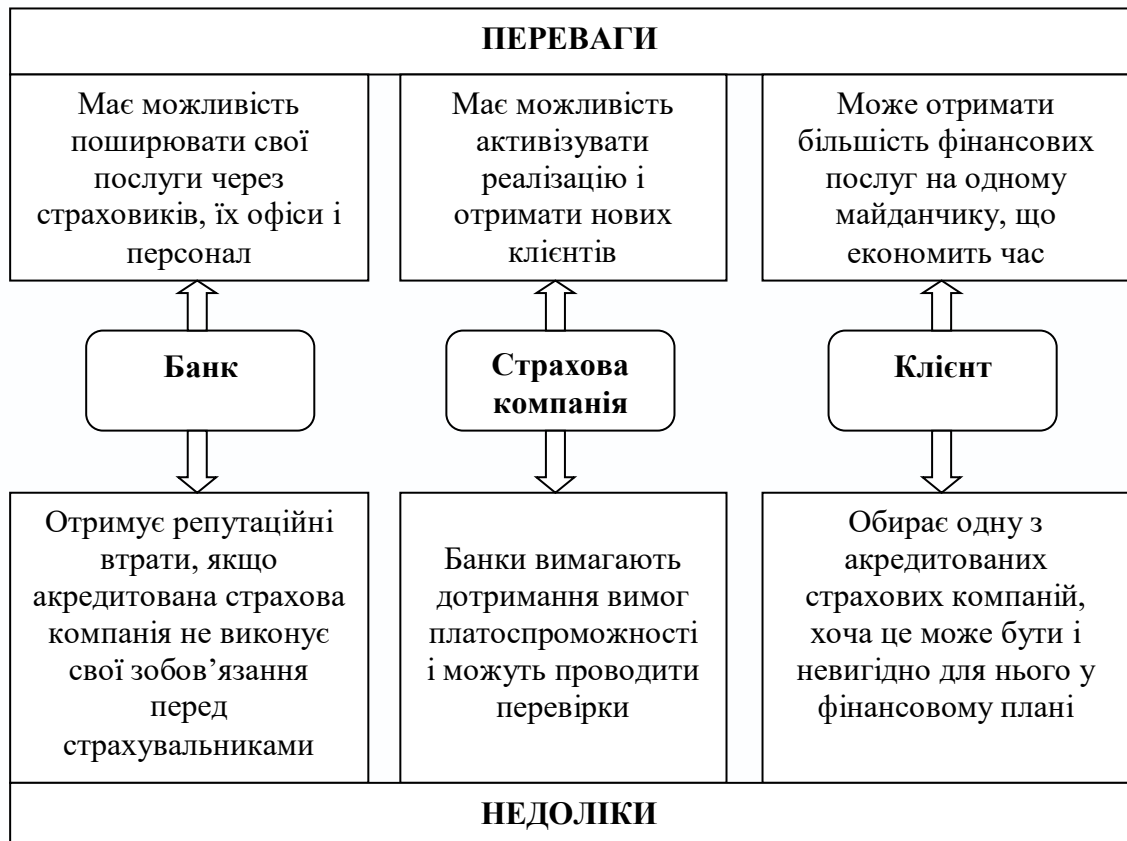 ПЕРЕВАГИ
Має можливість
поширювати свої
послуги через
страховиків, їх офіси і
персонал
Має можливість
активізувати
реалізацію і
отримати нових
клієнтів
Може отримати
більшість фінансових
послуг на одному
майданчику, що
економить час
Банк
Страхова
компанія
Клієнт
Отримує репутаційні
втрати, якщо
акредитована страхова
компанія не виконує
свої зобов’язання
перед
страхувальниками
Банки вимагають
дотримання вимог
платоспроможності
і можуть проводити
перевірки
Обирає одну з
акредитованих
страхових компаній,
хоча це може бути і
невигідно для нього у
фінансовому плані
НЕДОЛІКИ